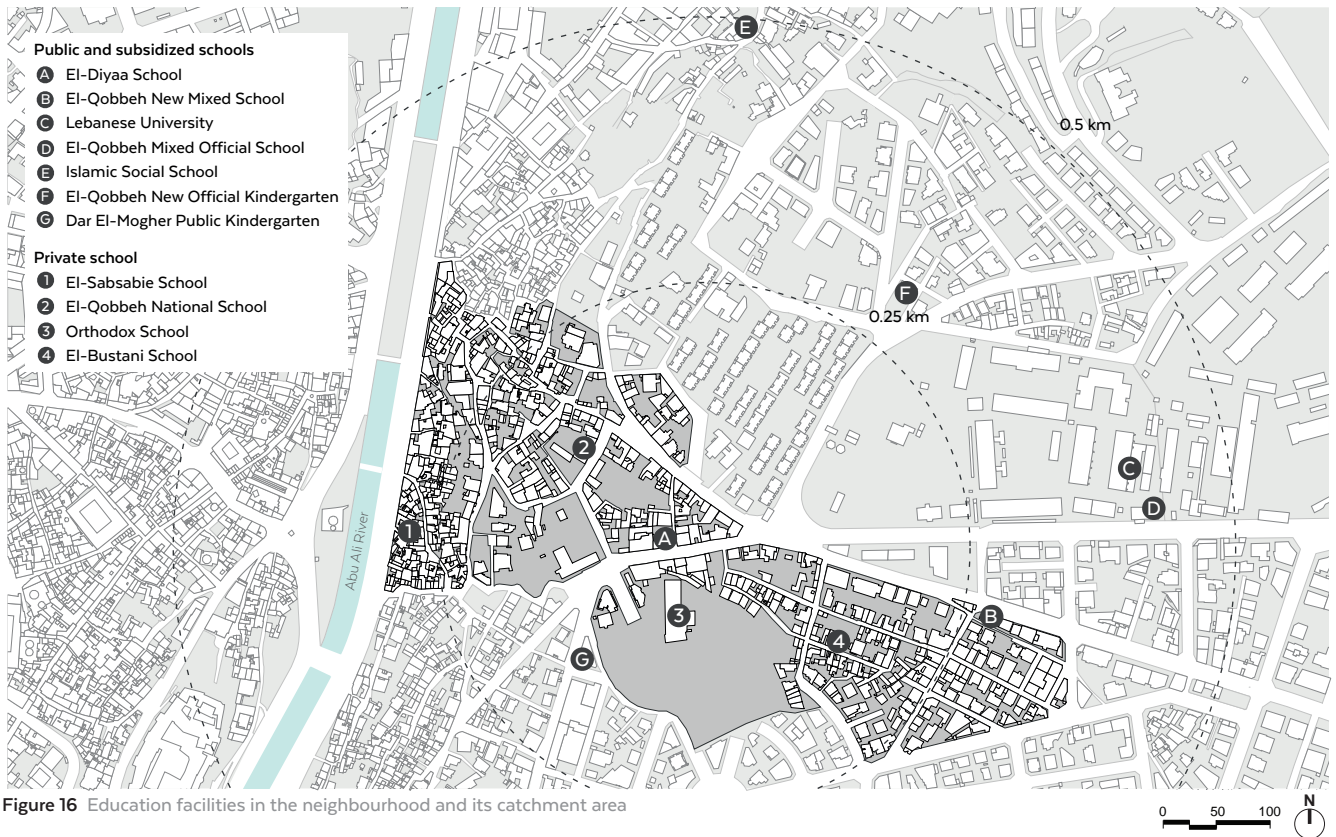 Public and subsidized schools
A El-Diyaa School
B El-Qobbeh New Mixed School
C Lebanese University
D El-Qobbeh Mixed Official School
E Islamic Social School
F El-Qobbeh New Official Kindergarten
G Dar El-Mogher Public Kindergarten
Private school
1 El-Sabsabie School
2 El-Qobbeh National School
3 Orthodox School
4 El-Bustani School
E
0.5 km
F
0.25 km
2
C
D
1
A
Abu Ali River
3
B
4
G
Figure 16 Education facilities in the neighbourhood and its catchment area
0 50 100
N